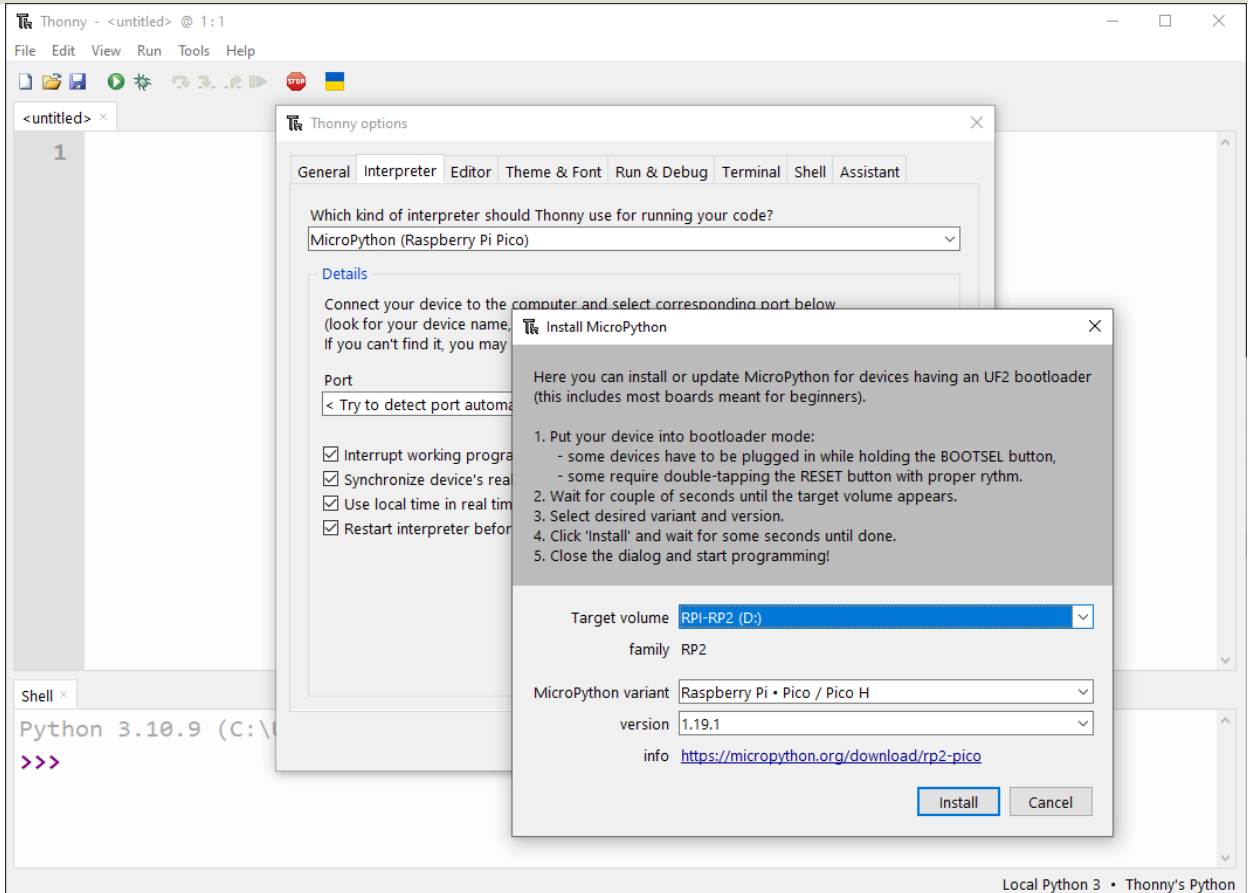 Thonny - <untitled> @ 1 : 1
File Edit View Run Tools Help
STOP
<untitled> ×
1
Thonny options
General Interpreter Editor Theme & Font Run & Debug Terminal Shell Assistant
Which kind of interpreter should Thonny use for running your code?
MicroPython (Raspberry Pi Pico)
Details
Connect your device to the computer and select corresponding port below
(look for your device name,
If you can't find it, you may
Port
< Try to detect port automa
Interrupt working progra
Synchronize device's real
Use local time in real tim
Restart interpreter befor
Install MicroPython
Here you can install or update MicroPython for devices having an UF2 bootloader
(this includes most boards meant for beginners).
1. Put your device into bootloader mode:
- some devices have to be plugged in while holding the BOOTSEL button,
- some require double-tapping the RESET button with proper rythm.
2. Wait for couple of seconds until the target volume appears.
3. Select desired variant and version.
4. Click 'Install' and wait for some seconds until done.
5. Close the dialog and start programming!
Target volume RPI-RP2 (D:)
family RP2
MicroPython variant Raspberry Pi • Pico / Pico H
version 1.19.1
info https://micropython.org/download/rp2-pico
Install Cancel
Shell ×
Python 3.10.9 (C:\U
>>>
Local Python 3 • Thonny's Python